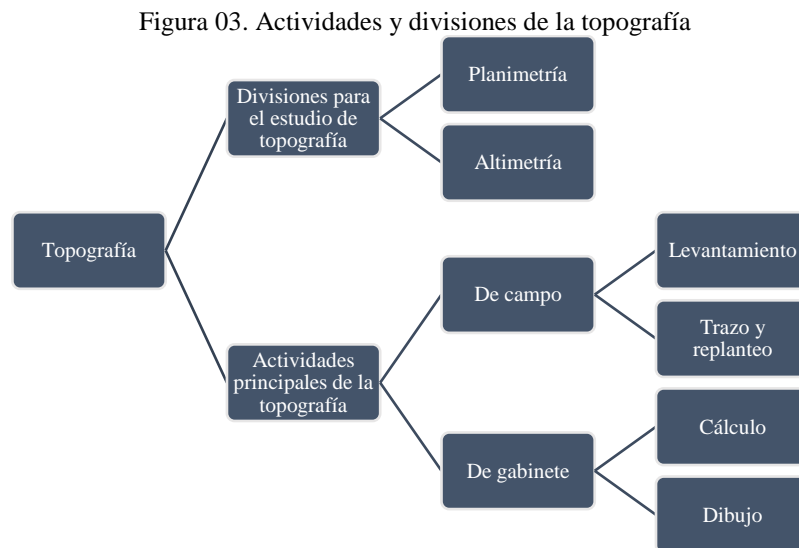 Figura 03. Actividades y divisiones de la topografía
Topografía
Divisiones para
el estudio de
topografía
Planimetría
Altimetría
Actividades
principales de la
topografía
De campo
Levantamiento
Trazo y
replanteo
De gabinete
Cálculo
Dibujo